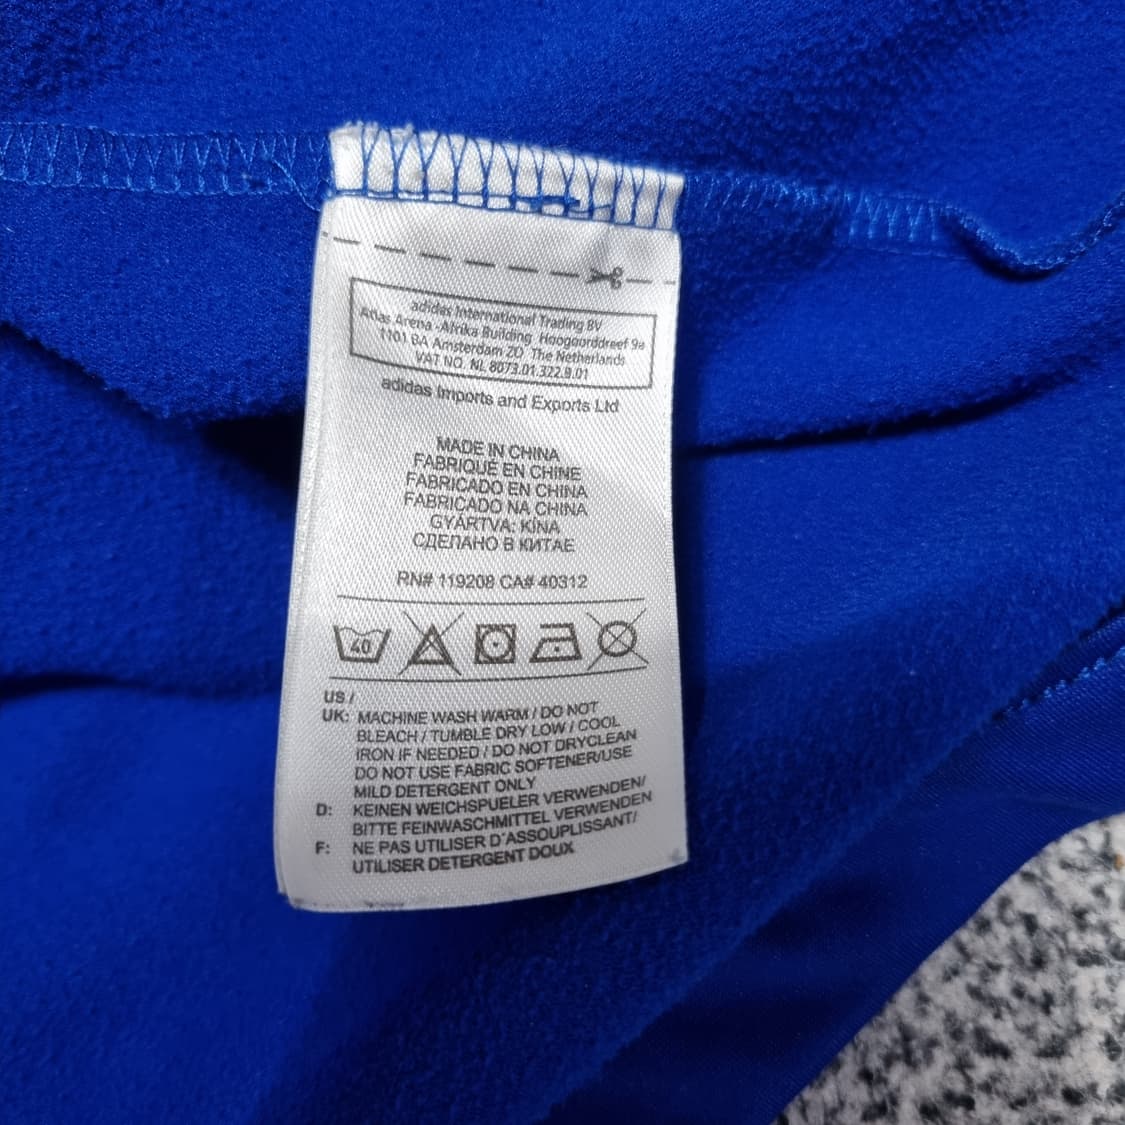 adidas International Trading BV
Atlas Arena -Afrika Building Hoogoorddreef 9a
1101 BA Amsterdam ZO The Netherlands
VAT NO. NL 8073.01.322.B.01
adidas Imports and Exports Ltd
MADE IN CHINA
FABRIQUÉ EN CHINE
FABRICADO EN CHINA
FABRICADO NA CHINA
GYÁRTVA: KÍNA
СДЕЛАНО В КИТАЕ
RN# 119208 CA# 40312
40
US /
UK: MACHINE WASH WARM / DO NOT
BLEACH / TUMBLE DRY LOW / COOL
IRON IF NEEDED / DO NOT DRYCLEAN
DO NOT USE FABRIC SOFTENER/USE
MILD DETERGENT ONLY
D: KEINEN WEICHSPUELER VERWENDEN/
BITTE FEINWASCHMITTEL VERWENDEN
F: NE PAS UTILISER D'ASSOUPLISSANT/
UTILISER DETERGENT DOUX